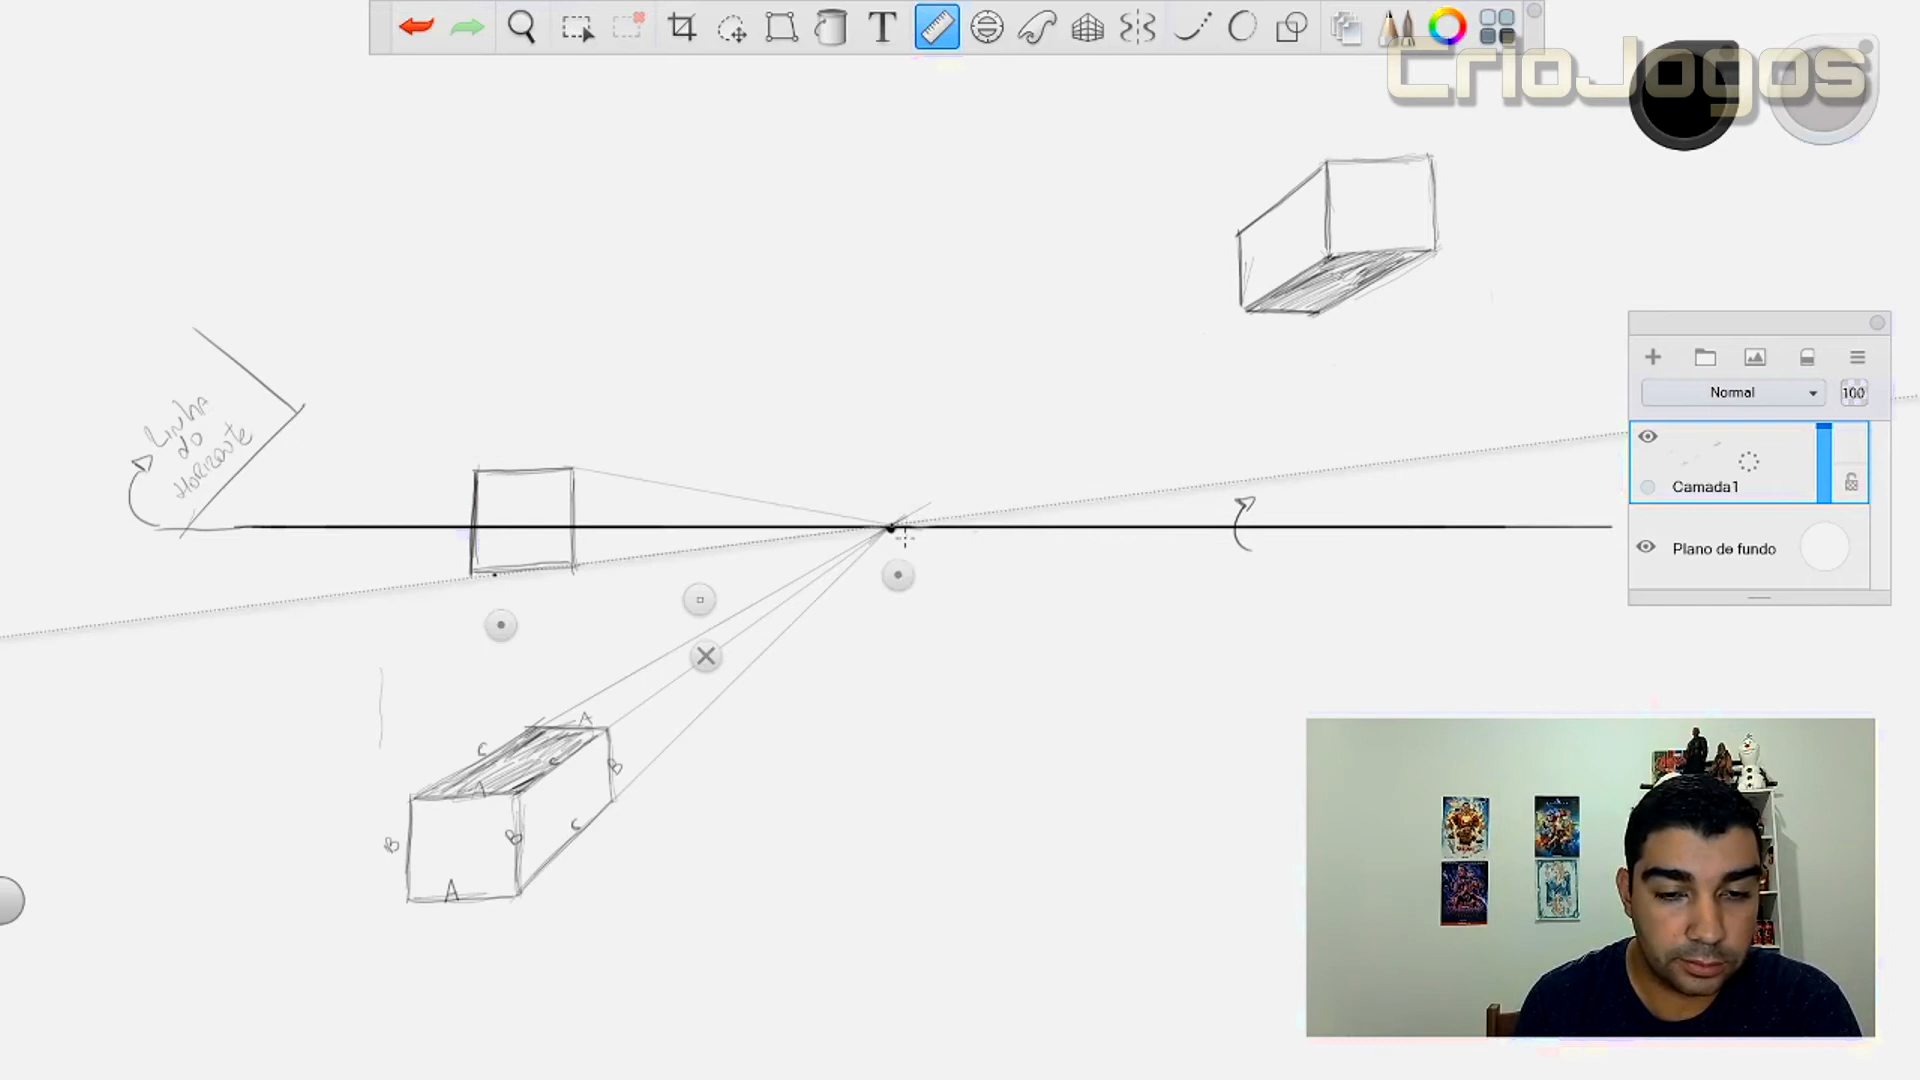 T
CrioJogos
Linha
do
Horizonte
Normal
100
Camada1
Plano de fundo
A
C
C
B
A
B
B
C
A